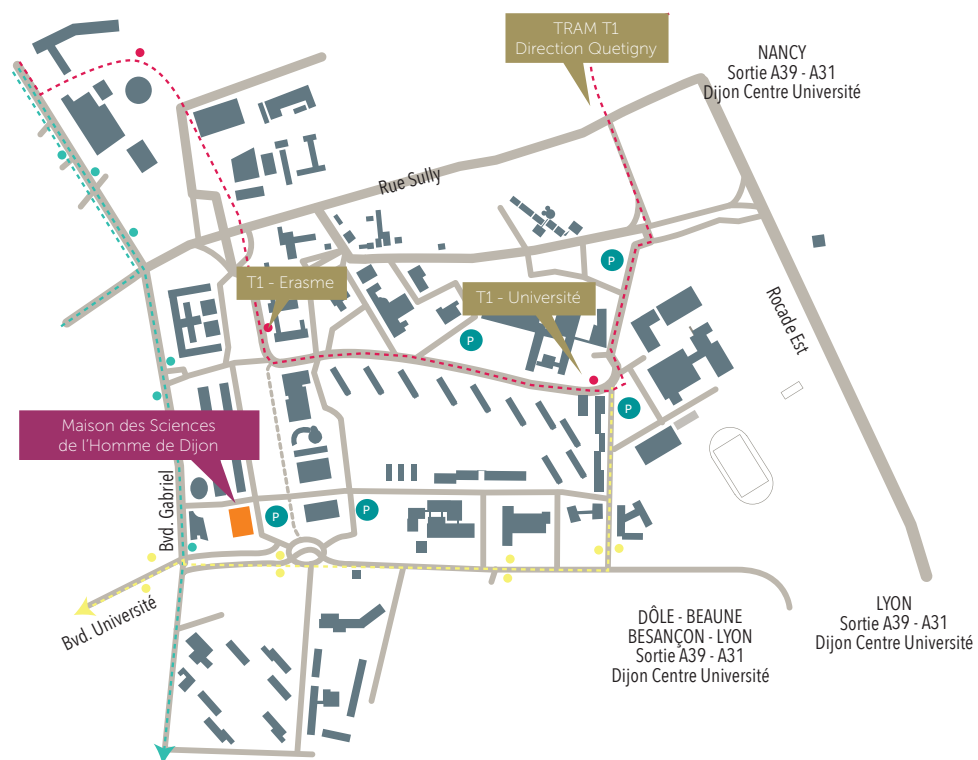 TRAM T1
Direction Quetigny
NANCY
Sortie A39 - A31
Dijon Centre Université
Rue Sully
P
T1 - Erasme
T1 - Université
Rocade Est
P
P
Maison des Sciences
de l'Homme de Dijon
Bvd. Gabriel
P
P
Bvd. Université
DÔLE - BEAUNE
BESANÇON - LYON
Sortie A39 - A31
Dijon Centre Université
LYON
Sortie A39 - A31
Dijon Centre Université